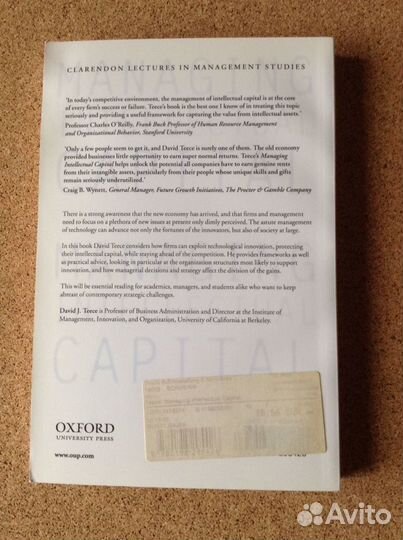 CLARENDON LECTURES IN MANAGEMENT STUDIES
'In today's competitive environment, the management of intellectual capital is at the core
of every firm's success or failure. Teece's book is the best one I know of in treating this topic
seriously and providing a useful framework for capturing the value from intellectual assets.'
Professor Charles O'Reilly, Frank Buck Professor of Human Resource Management
and Organizational Behavior, Stanford University
'Only a few people seem to get it, and David Teece is surely one of them. The old economy
provided businesses little opportunity to earn super normal returns. Teece's Managing
Intellectual Capital helps unlock to the ways all companies have to earn genuine rents
from their intangible assets, particularly from people whose unique skills and gifts
remain seriously underutilized.'
Craig B. Wynett, General Manager, Future Growth Initiatives, The Procter & Gamble Company
There is a strong awareness that the new economy has arrived, and that firms and management
need to focus on a plethora of new issues at present only dimly perceived. The astute management
of technology can advance not only the fortunes of the innovators, but also of society at large.
In this book David Teece considers how firms can exploit technological innovation, protecting
their intellectual capital, while staying ahead of the competition. He provides frameworks as well
as practical advice, looking in particular at the organization structures most likely to support
innovation, and how managerial decisions and strategy affect the division of the gains.
This will be essential reading for academics, managers, and students alike who want to keep
abreast of contemporary strategic challenges.
David J. Teece is Professor of Business Administration and Director at the Institute of
Management, Innovation, and Organization, University of California at Berkeley.
CAPITAL
OXFORD
UNIVERSITY PRESS
www.oup.com
Avito